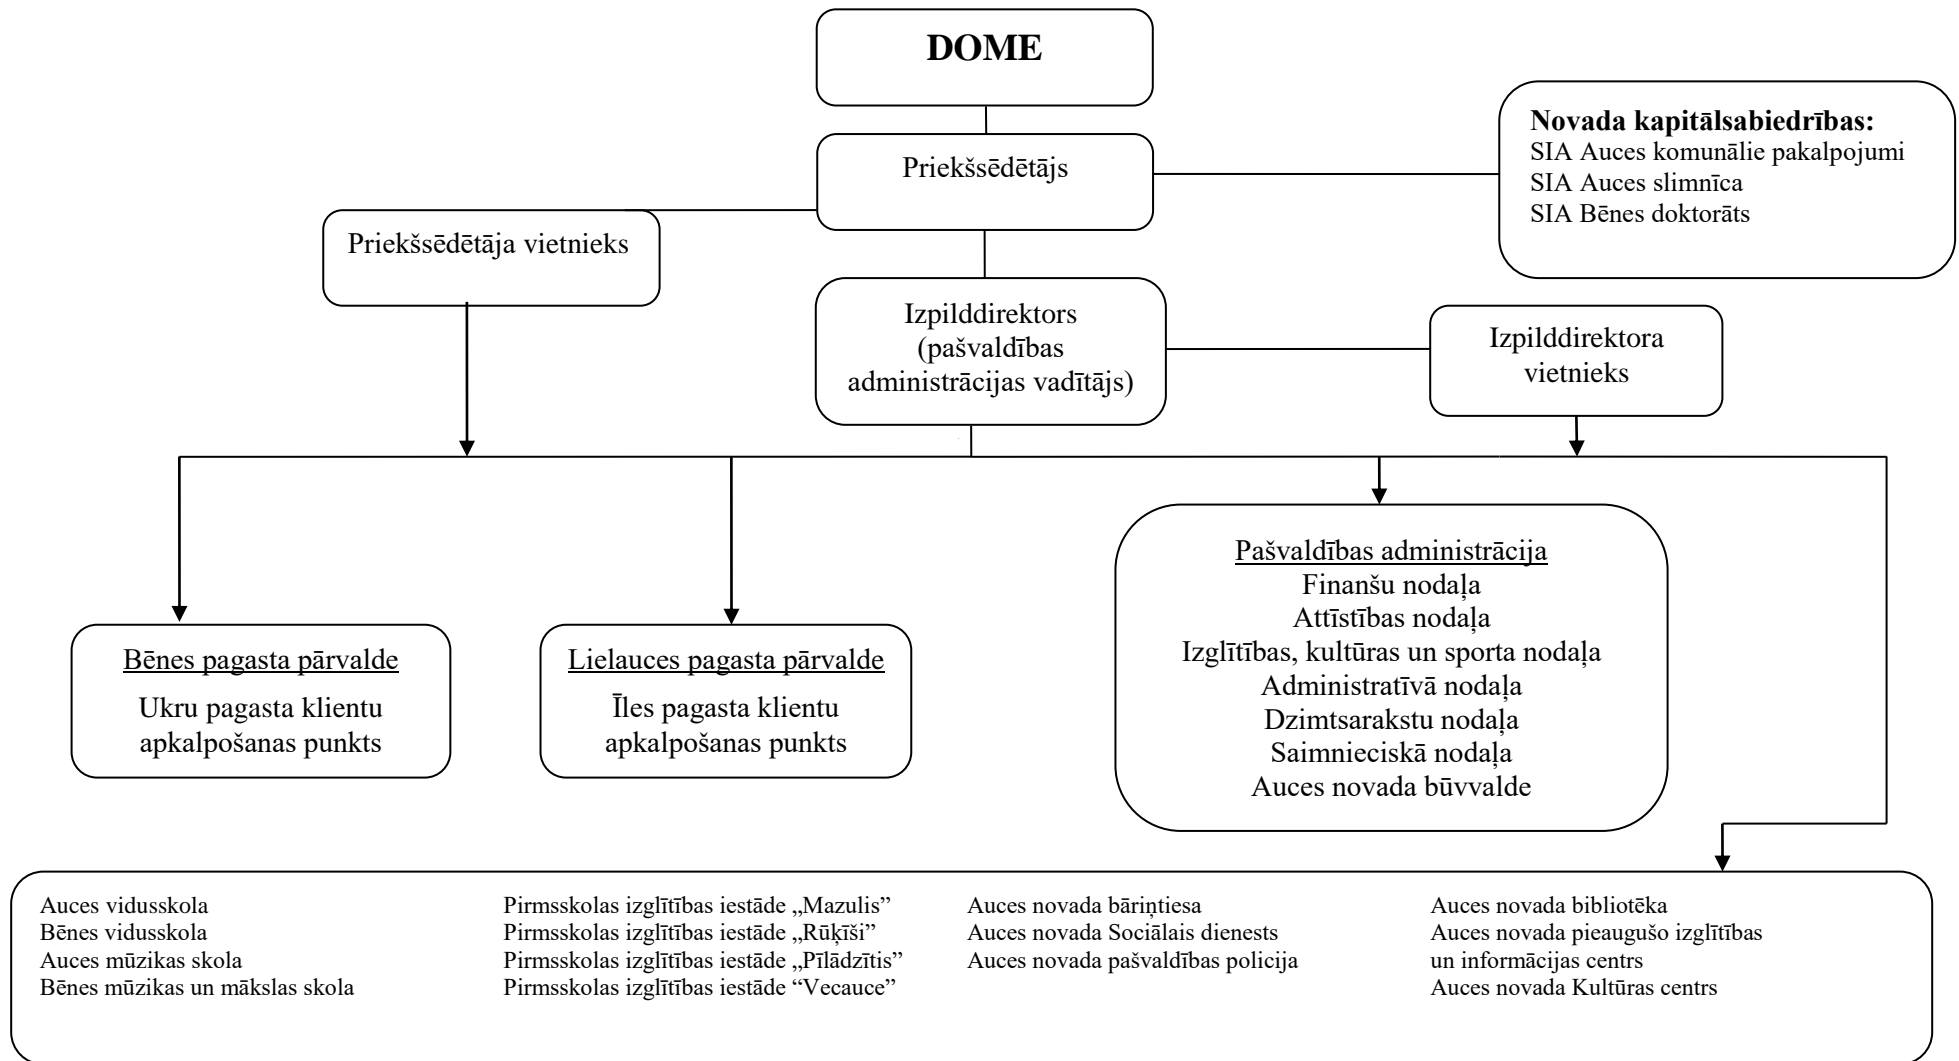 DOME
Priekšsēdētājs
Novada kapitālsabiedrības:
SIA Auces komunālie pakalpojumi
SIA Auces slimnīca
SIA Bēnes doktorāts
Priekšsēdētāja vietnieks
Izpilddirektors
(pašvaldības
administrācijas vadītājs)
Izpilddirektora
vietnieks
Bēnes pagasta pārvalde
Ukru pagasta klientu
apkalpošanas punkts
Lielauces pagasta pārvalde
Īles pagasta klientu
apkalpošanas punkts
Pašvaldības administrācija
Finanšu nodaļa
Attīstības nodaļa
Izglītības, kultūras un sporta nodaļa
Administratīvā nodaļa
Dzimtsarakstu nodaļa
Saimnieciskā nodaļa
Auces novada būvvalde
Auces vidusskola
Bēnes vidusskola
Auces mūzikas skola
Bēnes mūzikas un mākslas skola
Pirmsskolas izglītības iestāde „Mazulis”
Pirmsskolas izglītības iestāde „Rūķīši”
Pirmsskolas izglītības iestāde „Pīlādzītis”
Pirmsskolas izglītības iestāde “Vecauce”
Auces novada bāriņtiesa
Auces novada Sociālais dienests
Auces novada pašvaldības policija
Auces novada bibliotēka
Auces novada pieaugušo izglītības
un informācijas centrs
Auces novada Kultūras centrs